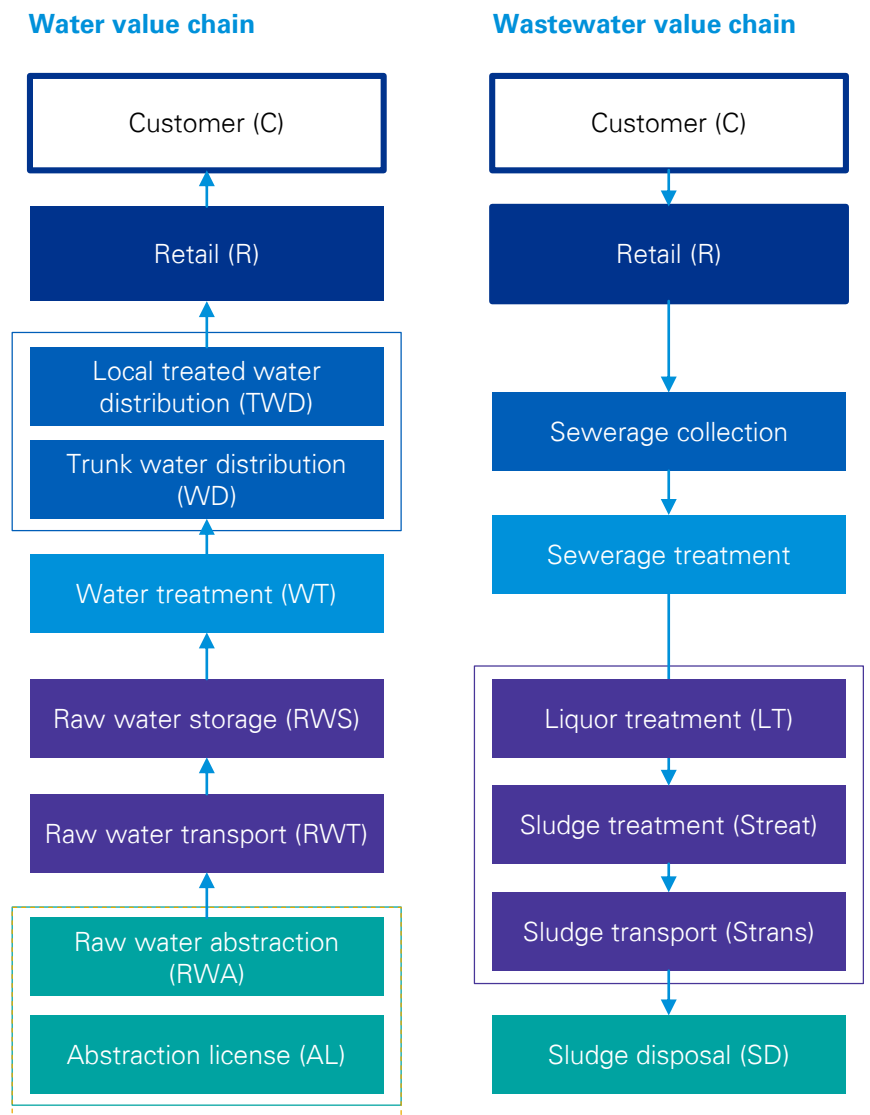 Water value chain
Customer (C)
Retail (R)
Local treated water
distribution (TWD)
Trunk water distribution
(WD)
Water treatment (WT)
Raw water storage (RWS)
Raw water transport (RWT)
Raw water abstraction
(RWA)
Abstraction license (AL)
Wastewater value chain
Customer (C)
Retail (R)
Sewerage collection
Sewerage treatment
Liquor treatment (LT)
Sludge treatment (Streat)
Sludge transport (Strans)
Sludge disposal (SD)